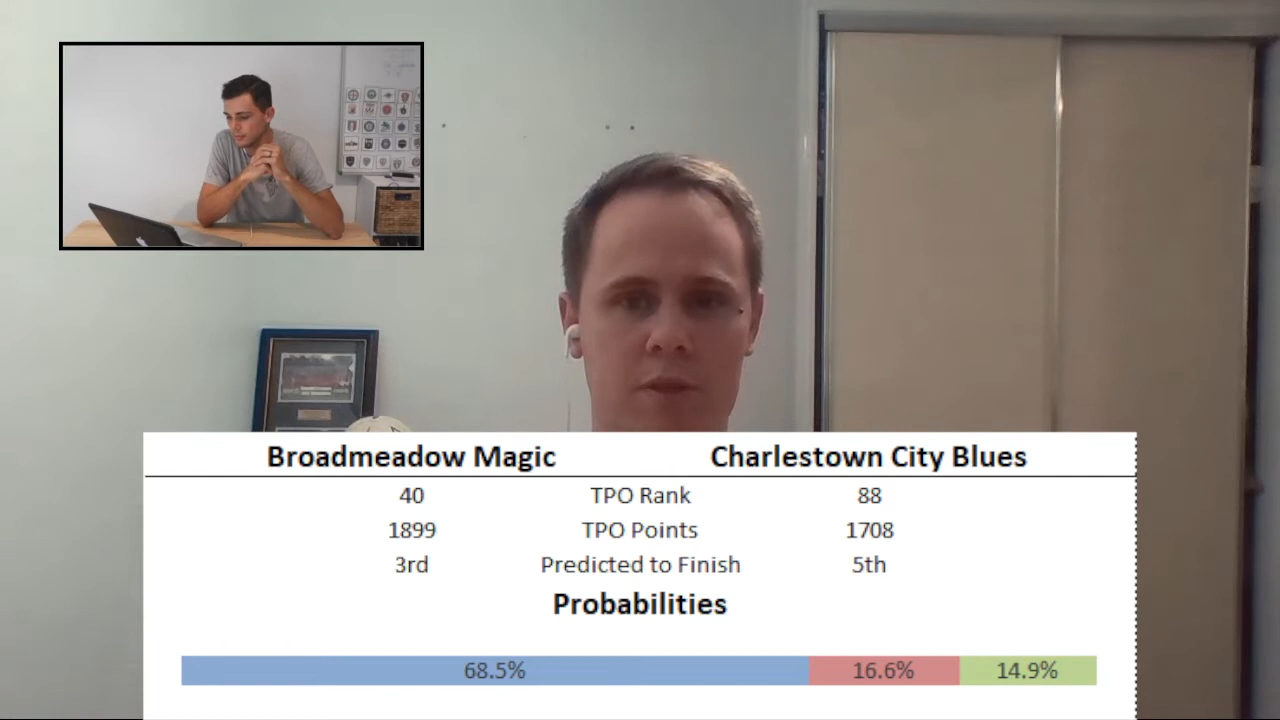 Broadmeadow Magic Charlestown City Blues
40 TPO Rank 88
1899 TPO Points 1708
3rd Predicted to Finish 5th
Probabilities
68.5% 16.6% 14.9%